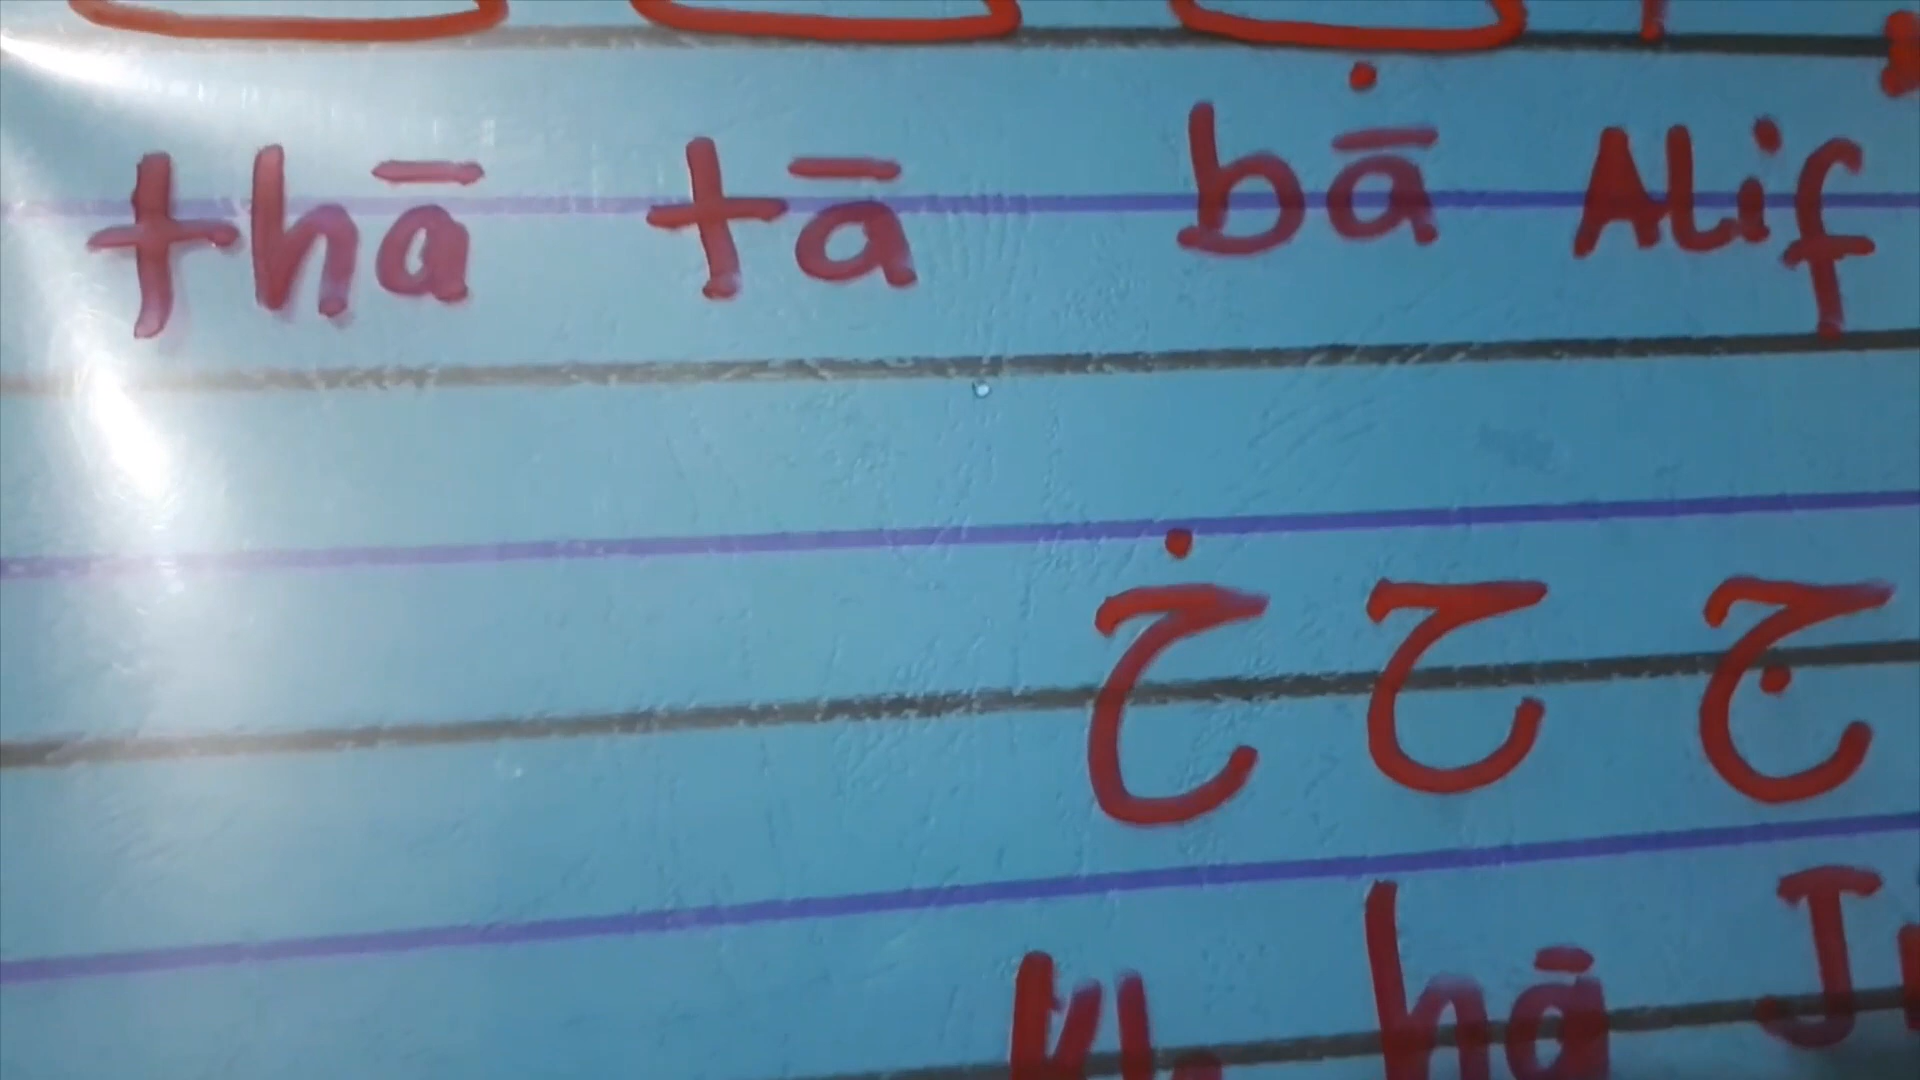 Alif bā tā thā
ج ح خ
hā